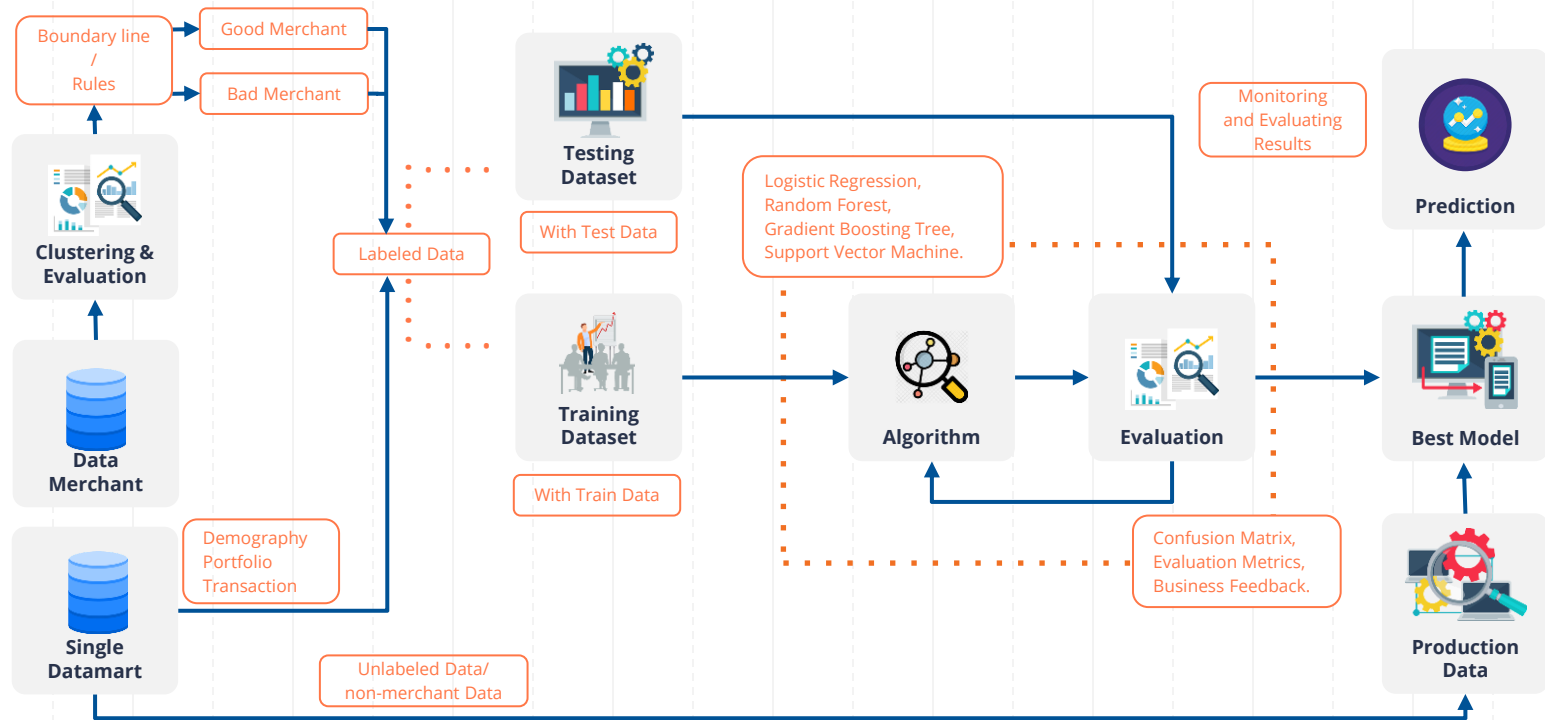 Boundary line
/
Rules
Good Merchant
Bad Merchant
Clustering &
Evaluation
Data
Merchant
Single
Datamart
Demography
Portfolio
Transaction
Unlabeled Data/
non-merchant Data
Labeled Data
Testing
Dataset
With Test Data
Training
Dataset
With Train Data
Logistic Regression,
Random Forest,
Gradient Boosting Tree,
Support Vector Machine.
Algorithm
Evaluation
Confusion Matrix,
Evaluation Metrics,
Business Feedback.
Monitoring
and Evaluating
Results
Prediction
Best Model
Production
Data